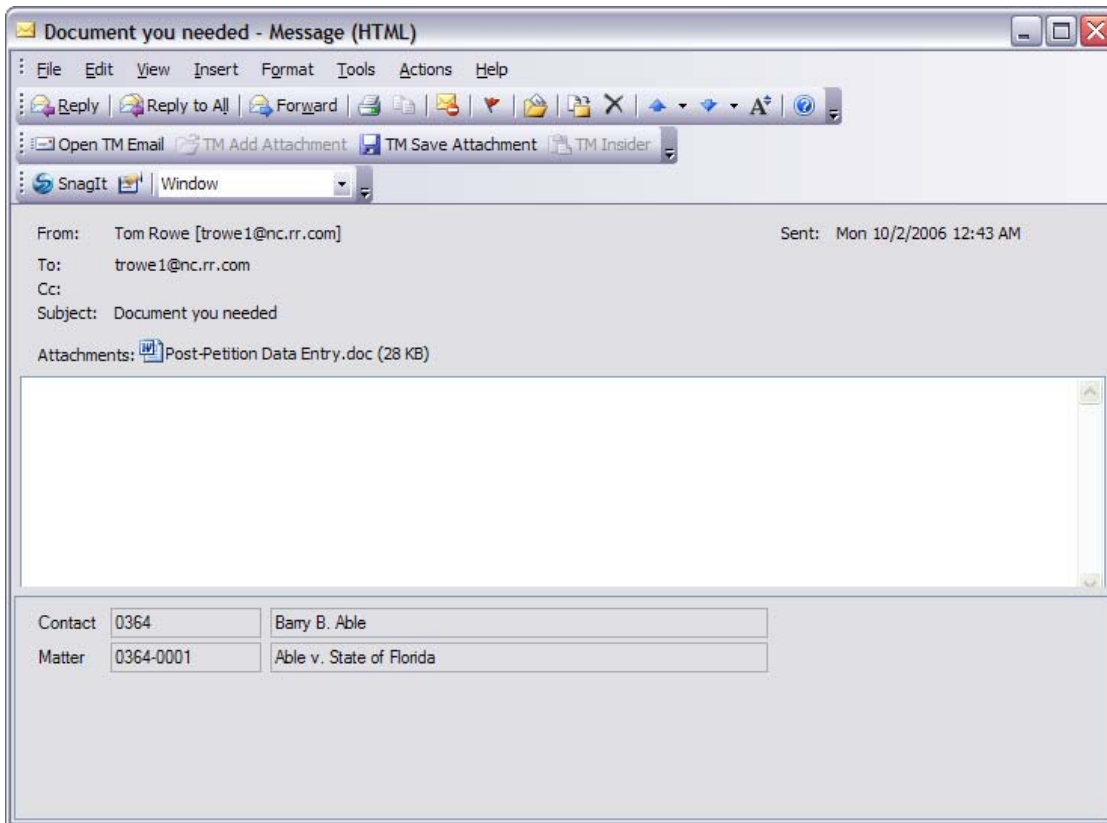 Document you needed - Message (HTML)
File Edit View Insert Format Tools Actions Help
Reply Reply to All Forward
Open TM Email TM Add Attachment TM Save Attachment TM Insider
SnagIt Window
From: Tom Rowe [trowe1@nc.rr.com] Sent: Mon 10/2/2006 12:43 AM
To: trowe1@nc.rr.com
Cc:
Subject: Document you needed
Attachments: Post-Petition Data Entry.doc (28 KB)
Contact 0364 Barry B. Able
Matter 0364-0001 Able v. State of Florida